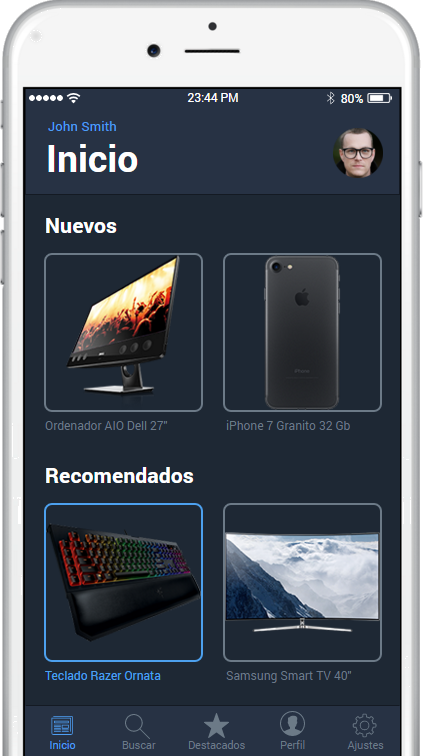 23:44 PM
80%
John Smith
Inicio
Nuevos
Ordenador AIO Dell 27"
iPhone 7 Granito 32 Gb
Recomendados
Teclado Razer Ornata
Samsung Smart TV 40"
Inicio
Buscar
Destacados
Perfil
Ajustes